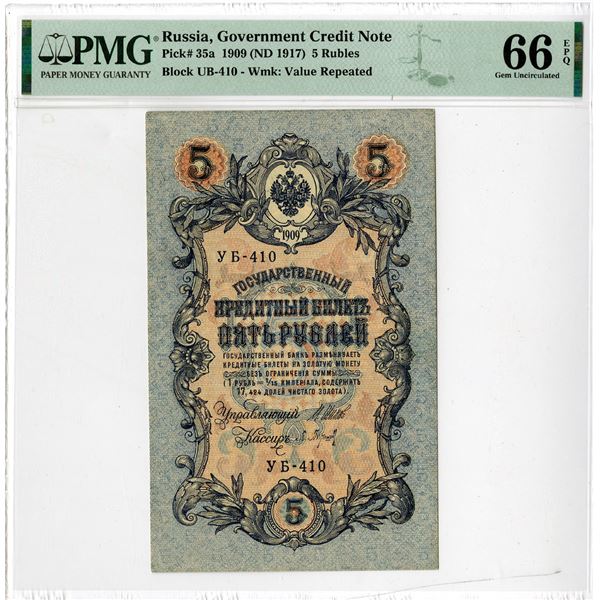 PMG
PAPER MONEY GUARANTY
Russia, Government Credit Note
Pick# 35a 1909 (ND 1917) 5 Rubles
Block UB-410 - Wmk: Value Repeated
66 EPQ
Gem Uncirculated
5 5
1909
УБ-410
ГОСУДАРСТВЕННЫЙ
КРЕДИТНЫЙ БИЛЕТЪ
ПЯТЬ РУБЛЕЙ
ГОСУДАРСТВЕННЫЙ БАНКЪ РАЗМѢНИВАЕТЪ
КРЕДИТНЫЕ БИЛЕТЫ НА ЗОЛОТУЮ МОНЕТУ
БЕЗЪ ОГРАНИЧЕНІЯ СУММЫ
(1 РУБЛЬ = 1/15 ИМПЕРІАЛА, СОДЕРЖИТЪ
17,424 ДОЛЕЙ ЧИСТАГО ЗОЛОТА).
Управляющій
Кассиръ
УБ-410
5